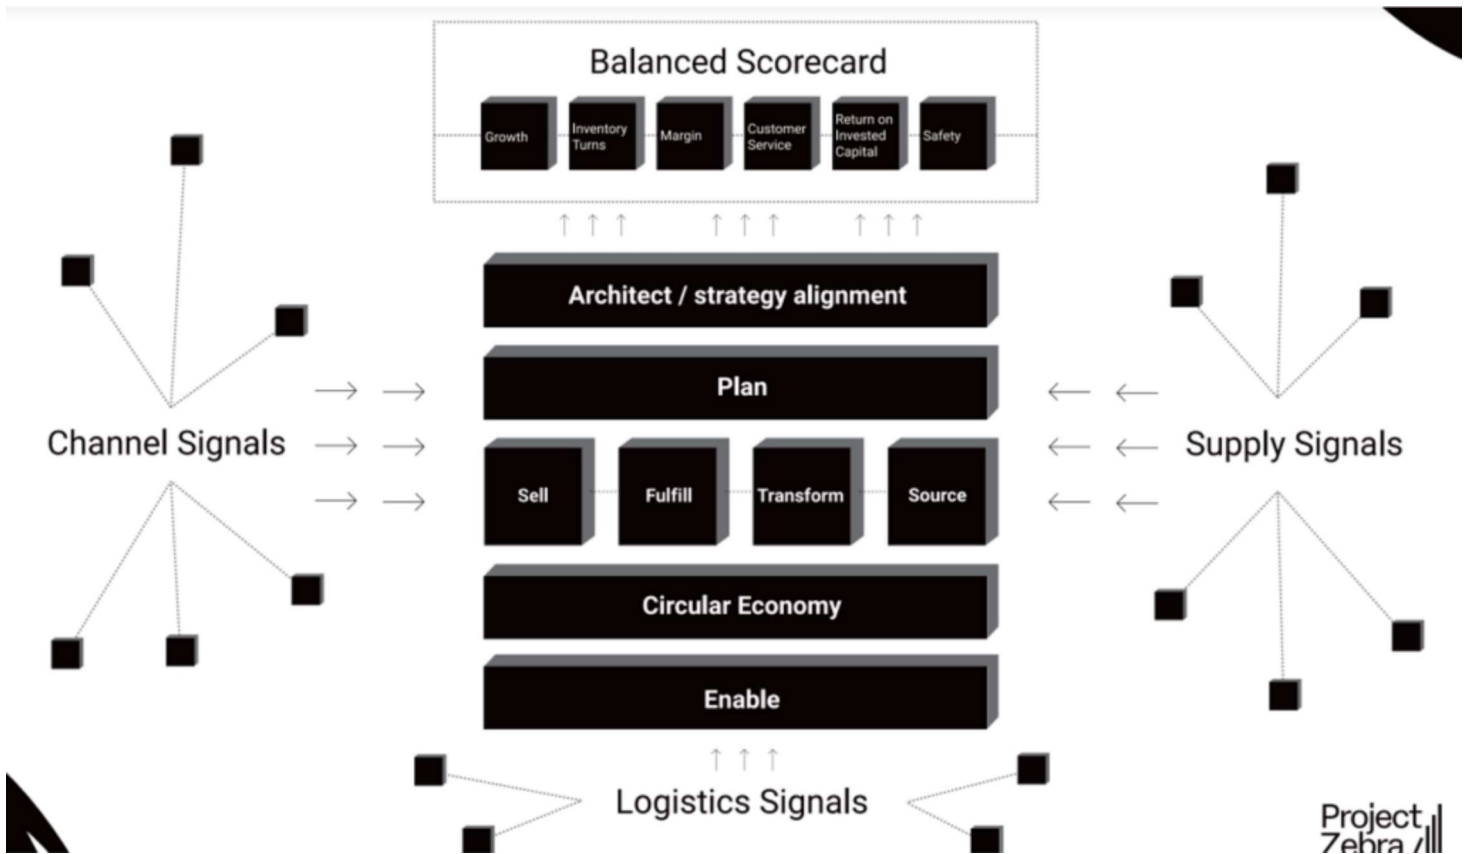 Balanced Scorecard
Growth
Inventory
Turns
Margin
Customer
Service
Return on
Invested
Capital
Safety
Architect / strategy alignment
Plan
Channel Signals
Supply Signals
Sell
Fulfill
Transform
Source
Circular Economy
Enable
Logistics Signals
Project
Zebra